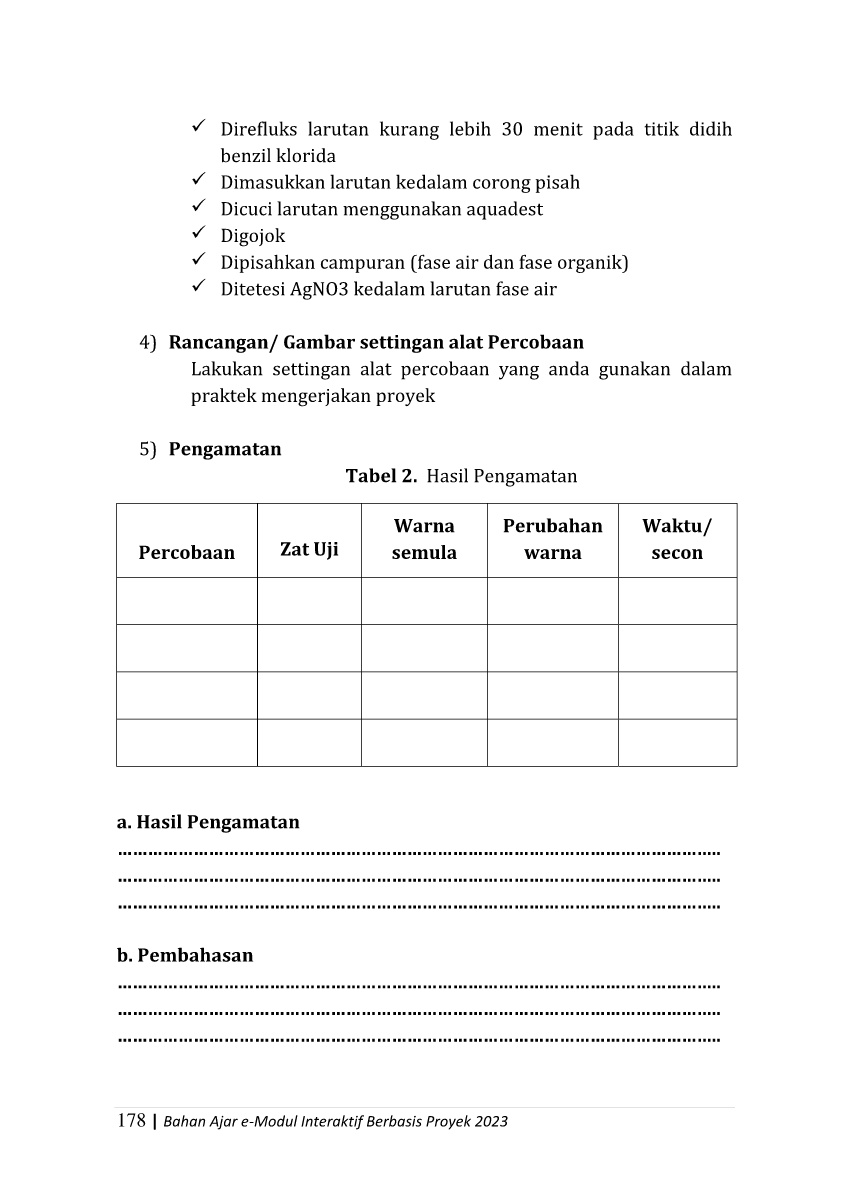 ✓ Direfluks larutan kurang lebih 30 menit pada titik didih
benzil klorida
✓ Dimasukkan larutan kedalam corong pisah
✓ Dicuci larutan menggunakan aquadest
✓ Digojok
✓ Dipisahkan campuran (fase air dan fase organik)
✓ Ditetesi AgNO3 kedalam larutan fase air
4) Rancangan/ Gambar settingan alat Percobaan
Lakukan settingan alat percobaan yang anda gunakan dalam
praktek mengerjakan proyek
5) Pengamatan
Tabel 2. Hasil Pengamatan
Percobaan
Zat Uji
Warna
semula
Perubahan
warna
Waktu/
secon
a. Hasil Pengamatan
………………………………………………………………………………………………………..
………………………………………………………………………………………………………..
………………………………………………………………………………………………………..
b. Pembahasan
………………………………………………………………………………………………………..
………………………………………………………………………………………………………..
………………………………………………………………………………………………………..
178 | Bahan Ajar e-Modul Interaktif Berbasis Proyek 2023